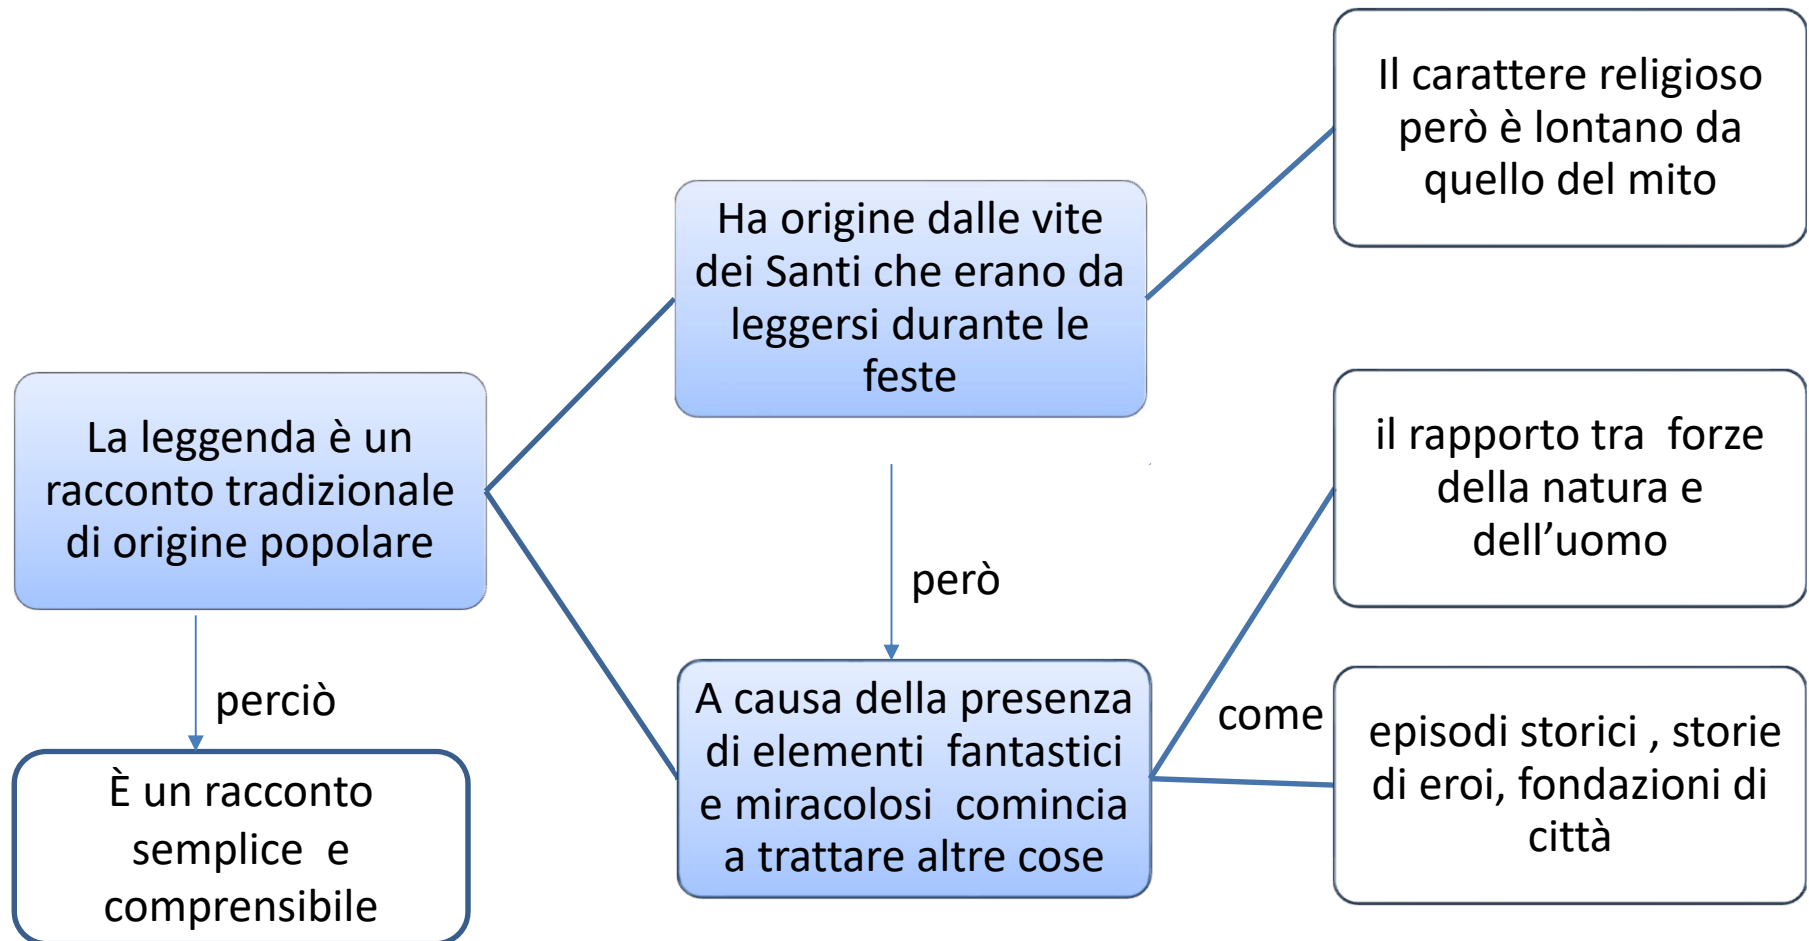 La leggenda è un
racconto tradizionale
di origine popolare
perciò
È un racconto
semplice e
comprensibile
Ha origine dalle vite
dei Santi che erano da
leggersi durante le
feste
però
A causa della presenza
di elementi fantastici
e miracolosi comincia
a trattare altre cose
Il carattere religioso
però è lontano da
quello del mito
come
il rapporto tra forze
della natura e
dell’uomo
episodi storici , storie
di eroi, fondazioni di
città